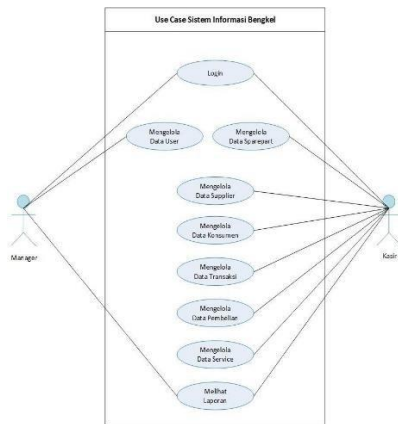 Use Case Sistem Informasi Bengkel
Login
Mengelola
Data User
Mengelola
Data Sparepart
Mengelola
Data Supplier
Mengelola
Data Konsumen
Manager
Kasir
Mengelola
Data Transaksi
Mengelola
Data Pembelian
Mengelola
Data Service
Melihat
Laporan